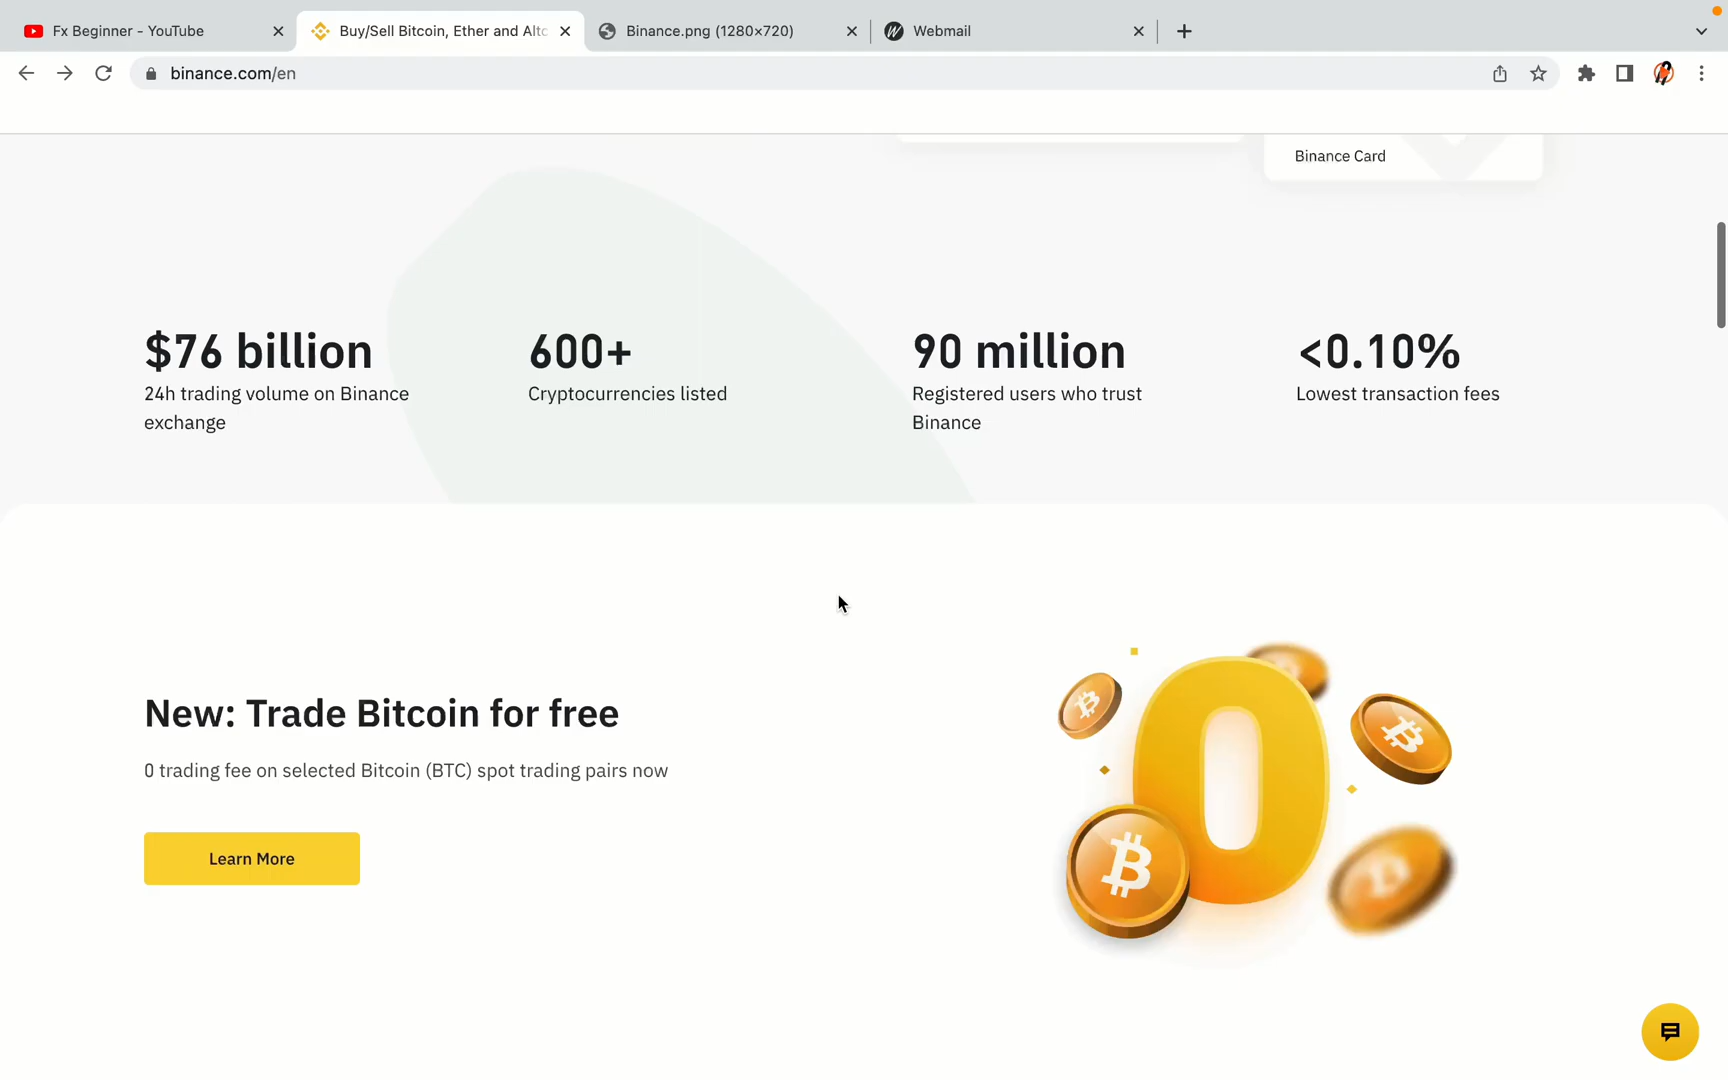 Fx Beginner - YouTube
Buy/Sell Bitcoin, Ether and Altc
Binance.png (1280×720)
Webmail
binance.com/en
Binance Card
$76 billion
24h trading volume on Binance
exchange
600+
Cryptocurrencies listed
90 million
Registered users who trust
Binance
<0.10%
Lowest transaction fees
New: Trade Bitcoin for free
0 trading fee on selected Bitcoin (BTC) spot trading pairs now
Learn More
0